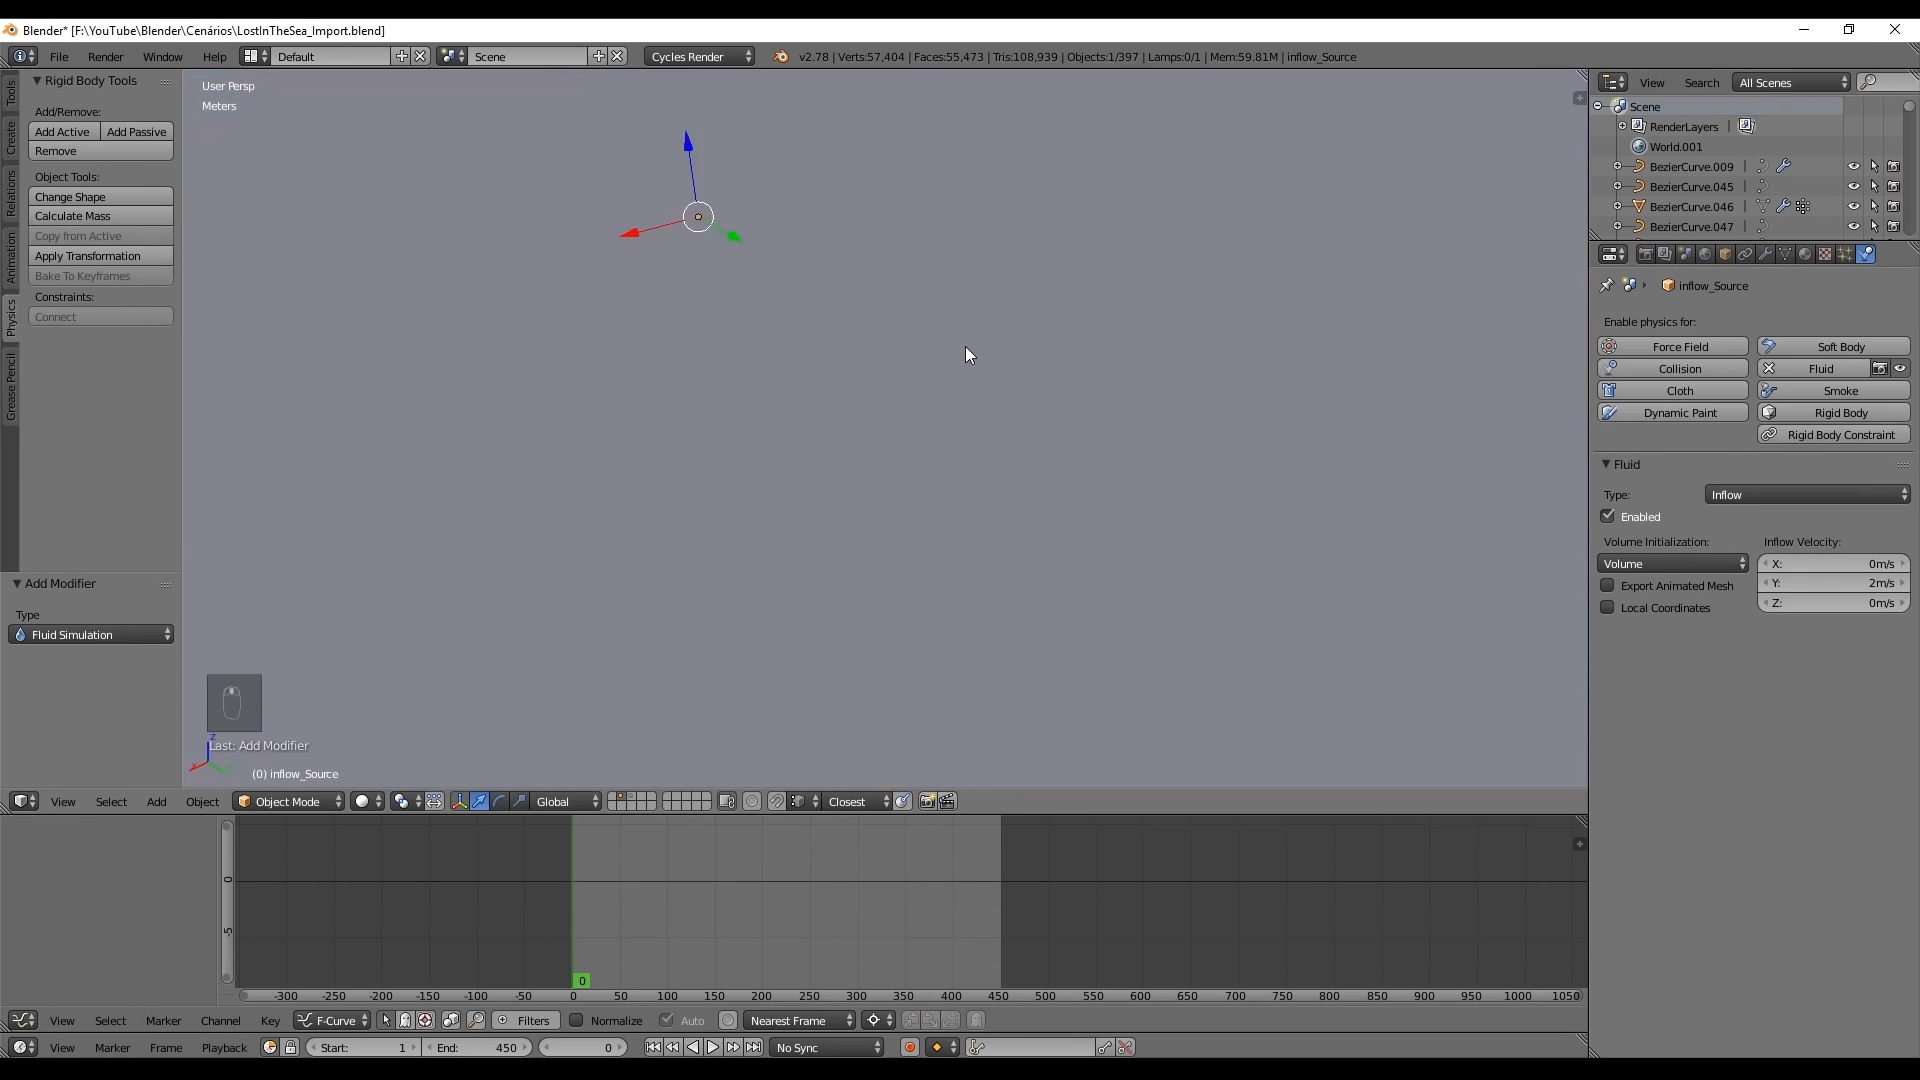 Blender* [F:\YouTube\Blender\Cenários\LostInTheSea_Import.blend]
File Render Window Help Default Scene Cycles Render v2.78 | Verts:57,404 | Faces:55,473 | Tris:108,939 | Objects:1/397 | Lamps:0/1 | Mem:59.81M | inflow_Source
Tools
Create
Relations
Animation
Physics
Grease Pencil
Rigid Body Tools
Add/Remove:
Add Active Add Passive
Remove
Object Tools:
Change Shape
Calculate Mass
Copy from Active
Apply Transformation
Bake To Keyframes
Constraints:
Connect
Add Modifier
Type
Fluid Simulation
User Persp
Meters
z
Last: Add Modifier
(0) inflow_Source
View Select Add Object Object Mode Global Closest
View Search All Scenes
Scene
RenderLayers |
World.001
BezierCurve.009 |
BezierCurve.045 |
BezierCurve.046 |
BezierCurve.047 |
inflow_Source
Enable physics for:
Force Field Soft Body
Collision Fluid
Cloth Smoke
Dynamic Paint Rigid Body
Rigid Body Constraint
Fluid
Type: Inflow
Enabled
Volume Initialization: Inflow Velocity:
Volume X: 0m/s
Export Animated Mesh Y: 2m/s
Local Coordinates Z: 0m/s
0
-5
0
-300 -250 -200 -150 -100 -50 0 50 100 150 200 250 300 350 400 450 500 550 600 650 700 750 800 850 900 950 1000 1050
View Select Marker Channel Key F-Curve Filters Normalize Auto Nearest Frame
View Marker Frame Playback Start: 1 End: 450 0 No Sync